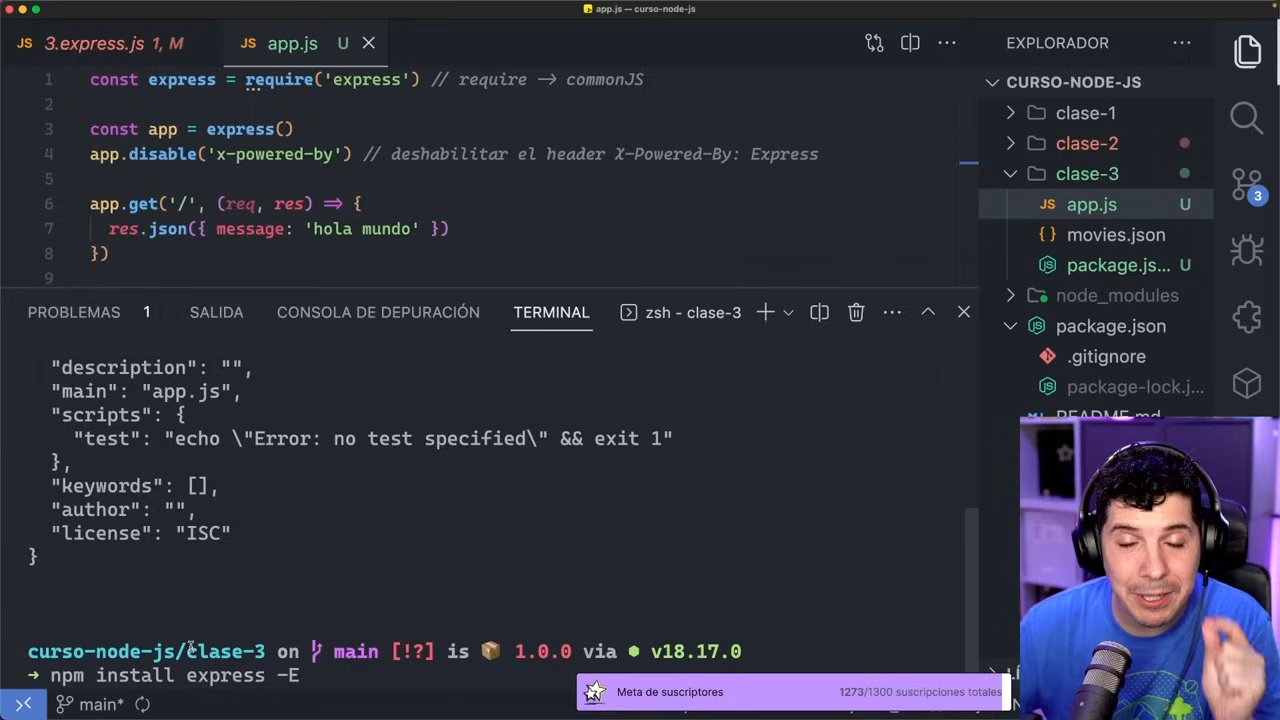 app.js — curso-node-js
JS 3.express.js 1, M
JS app.js U
EXPLORADOR
1 const express = require('express') // require -> commonJS
2
3 const app = express()
4 app.disable('x-powered-by') // deshabilitar el header X-Powered-By: Express
5
6 app.get('/', (req, res) => {
7 res.json({ message: 'hola mundo' })
8 })
9
CURSO-NODE-JS
clase-1
clase-2
clase-3
JS app.js U
{} movies.json
package.js... U
node_modules
package.json
.gitignore
package-lock.j...
README.md
3
PROBLEMAS 1 SALIDA CONSOLA DE DEPURACIÓN TERMINAL zsh - clase-3
"description": "",
"main": "app.js",
"scripts": {
"test": "echo \"Error: no test specified\" && exit 1"
},
"keywords": [],
"author": "",
"license": "ISC"
}
curso-node-js/clase-3 on main [!?] is 1.0.0 via v18.17.0
➜ npm install express -E
Meta de suscriptores 1273/1300 suscripciones totales
main*